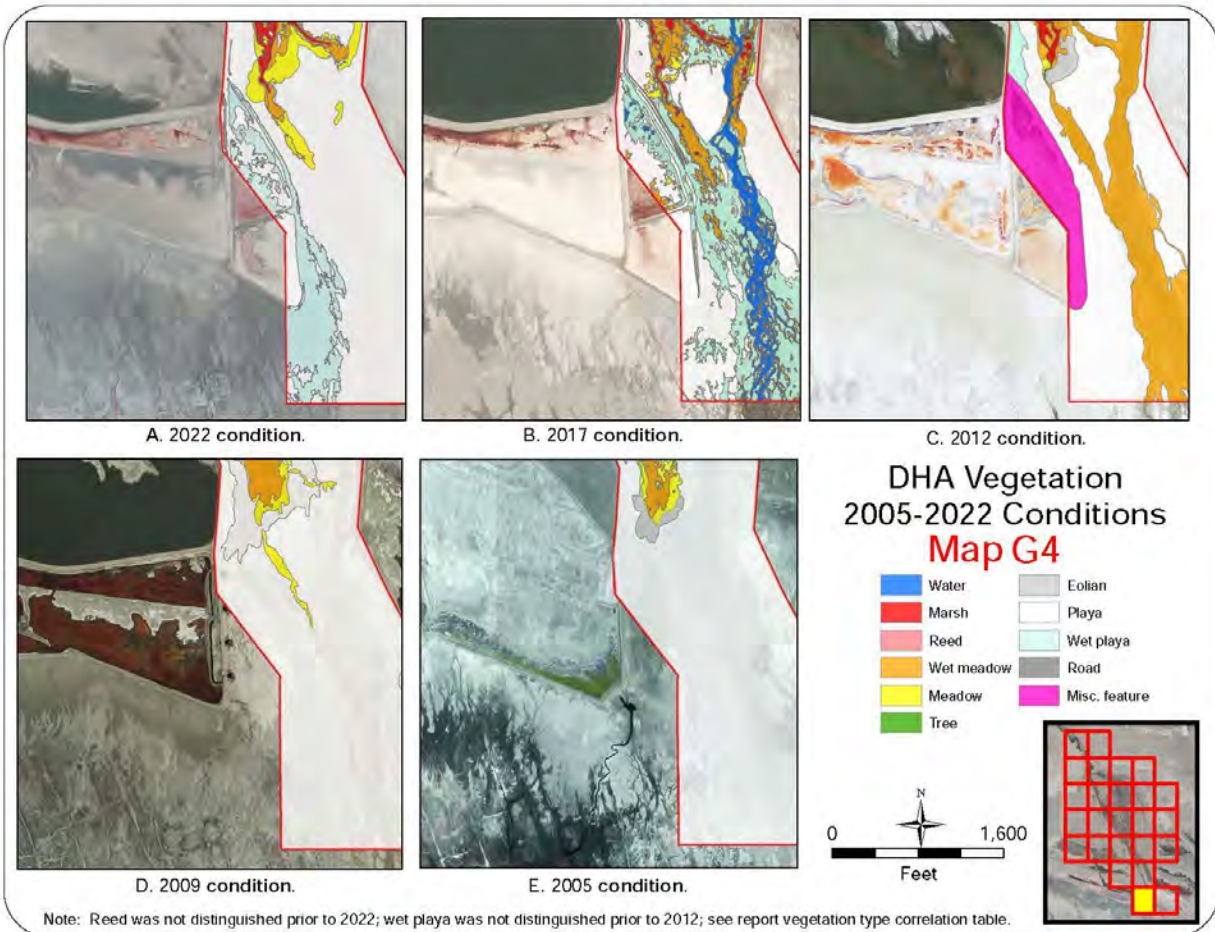 A. 2022 condition.
B. 2017 condition.
C. 2012 condition.
D. 2009 condition.
E. 2005 condition.
DHA Vegetation
2005-2022 Conditions
Map G4
Water
Marsh
Reed
Wet meadow
Meadow
Tree
Eolian
Playa
Wet playa
Road
Misc. feature
N
0 1,600
Feet
Note: Reed was not distinguished prior to 2022; wet playa was not distinguished prior to 2012; see report vegetation type correlation table.